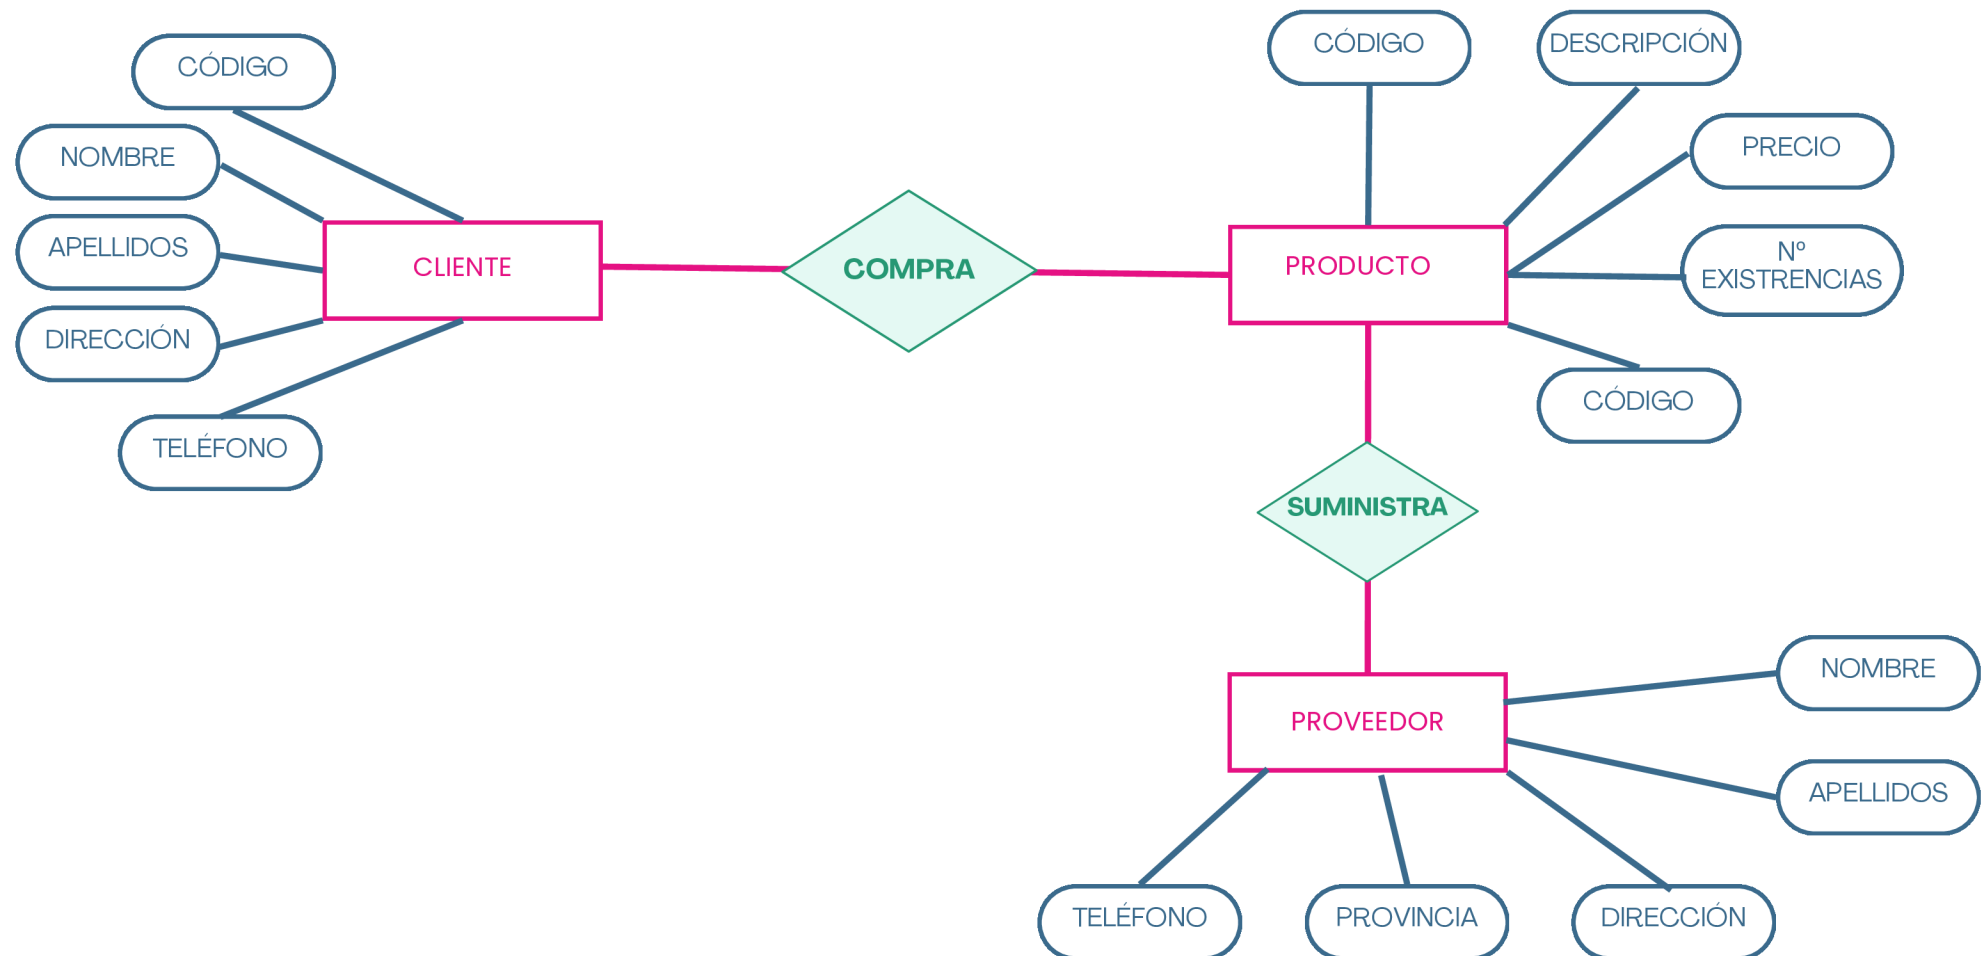 CÓDIGO
NOMBRE
APELLIDOS
DIRECCIÓN
TELÉFONO
CLIENTE
COMPRA
PRODUCTO
CÓDIGO
DESCRIPCIÓN
PRECIO
Nº
EXISTRENCIAS
CÓDIGO
SUMINISTRA
PROVEEDOR
NOMBRE
APELLIDOS
TELÉFONO
PROVINCIA
DIRECCIÓN